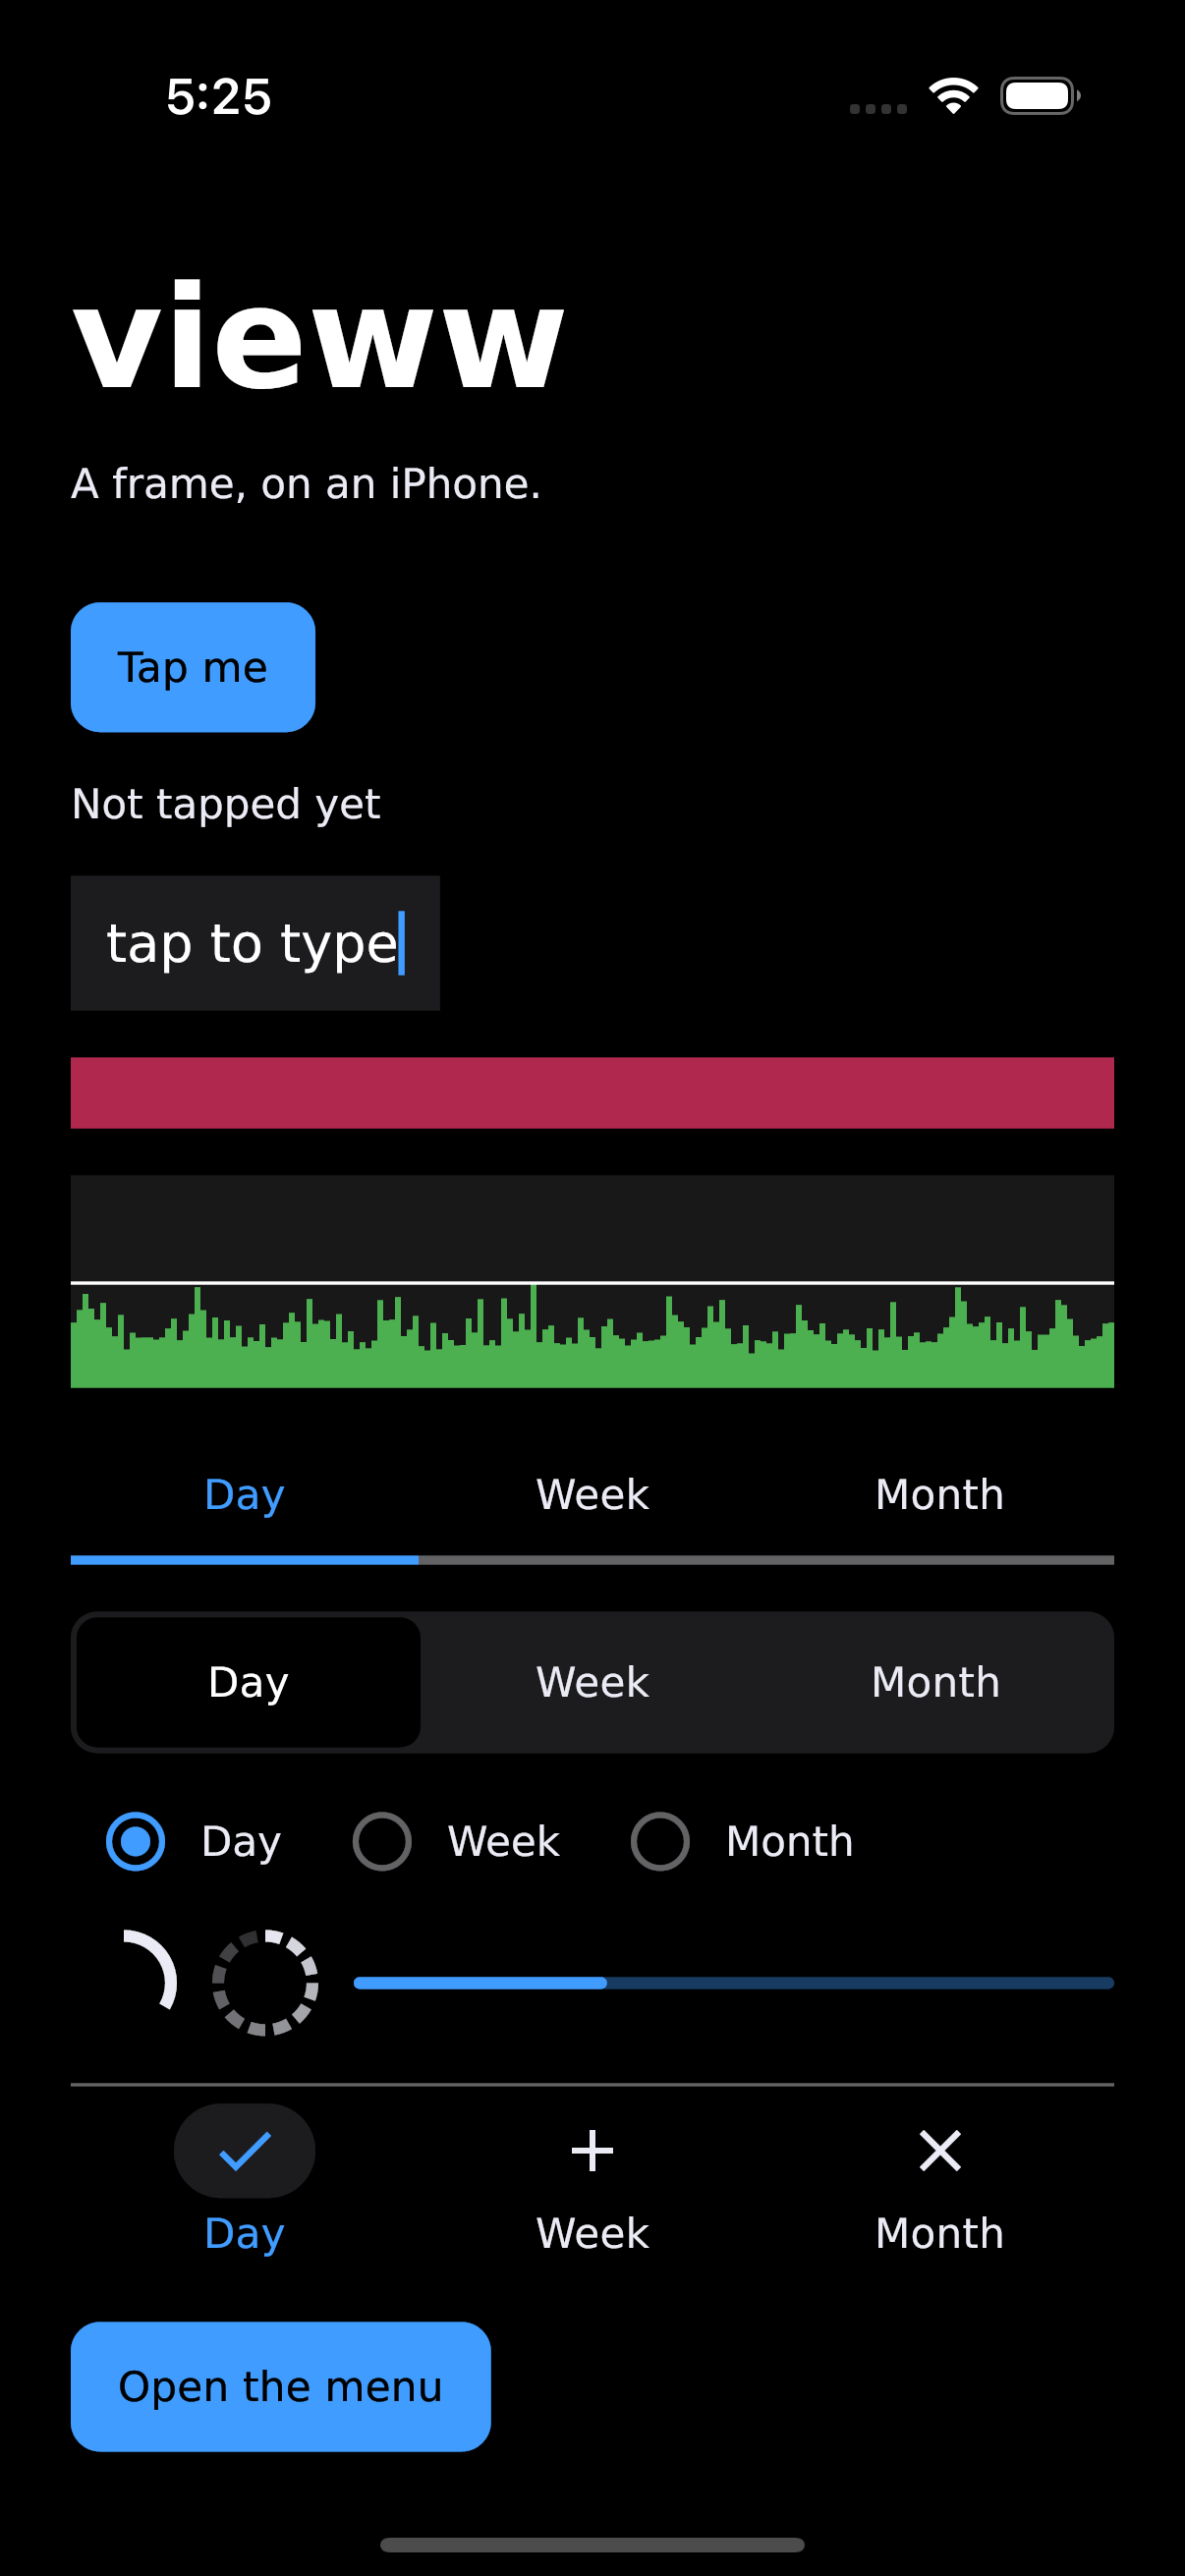 5:25
vieww
A frame, on an iPhone.
Tap me
Not tapped yet
tap to type
Day Week Month
Day Week Month
Day Week Month
Day Week Month
Open the menu